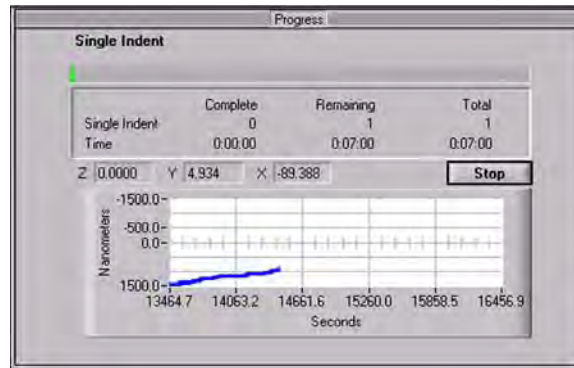 Progress
Single Indent
Complete Remaining Total
Single Indent 0 1 1
Time 0:00:00 0:07:00 0:07:00
Z 0.0000 Y 4.934 X -89.388 Stop
-1500.0-
-500.0-
0.0-
1500.0-
Nanometers
13464.7 14063.2 14661.6 15260.0 15858.5 16456.9
Seconds